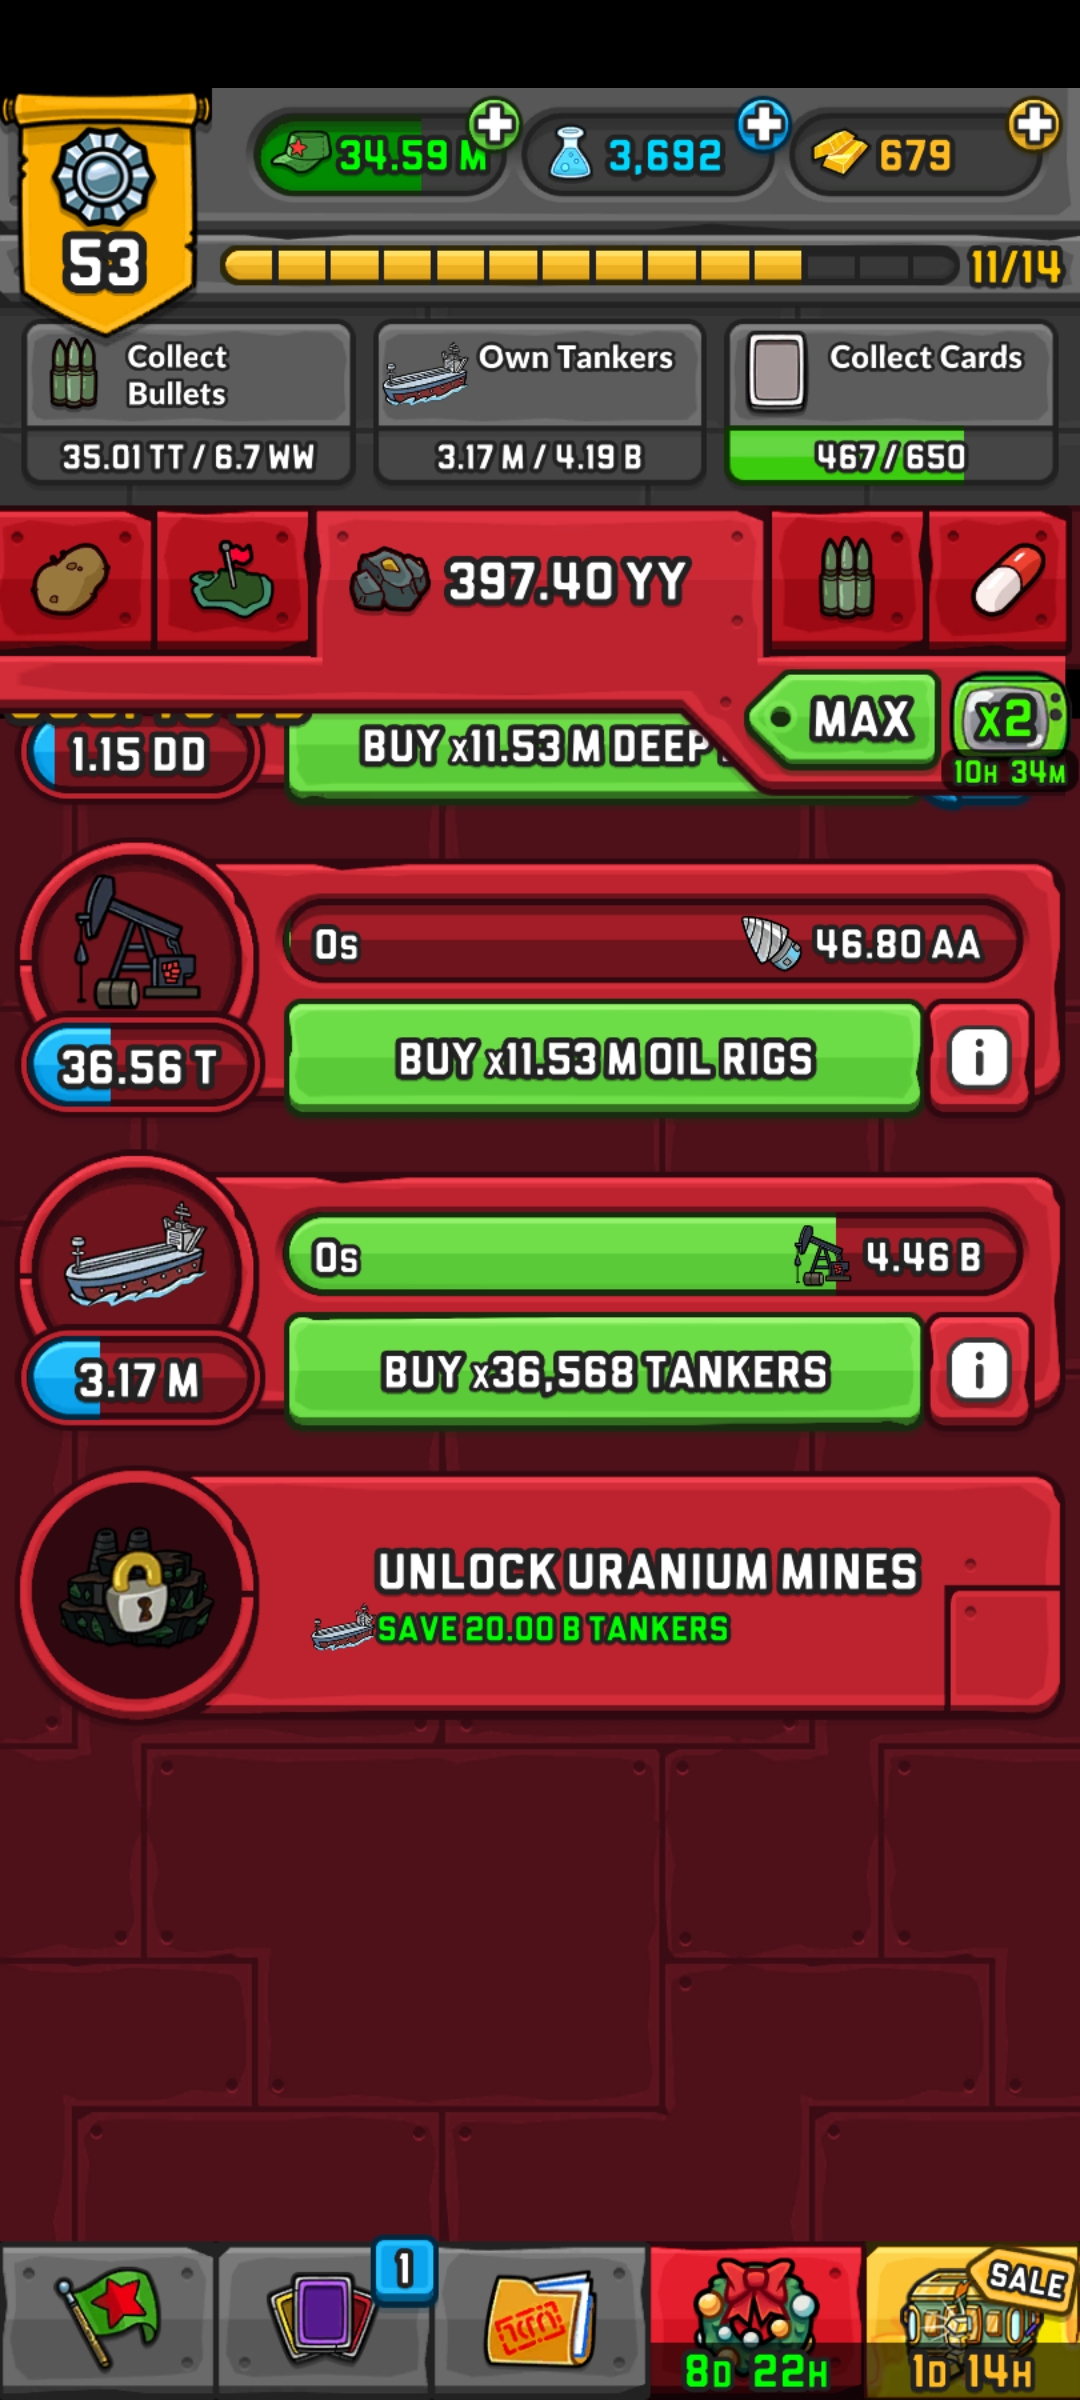 34.59 M
3,692
679
53
11/14
Collect
Bullets
Own Tankers
Collect Cards
35.01 TT / 6.7 WW
3.17 M / 4.19 B
467 / 650
397.40 YY
MAX
x2
10H 34M
1.15 DD
BUY x11.53 M DEEP
0s
46.80 AA
36.56 T
BUY x11.53 M OIL RIGS
i
0s
4.46 B
3.17 M
BUY x36,568 TANKERS
i
UNLOCK URANIUM MINES
SAVE 20.00 B TANKERS
1
SALE
8D 22H
1D 14H